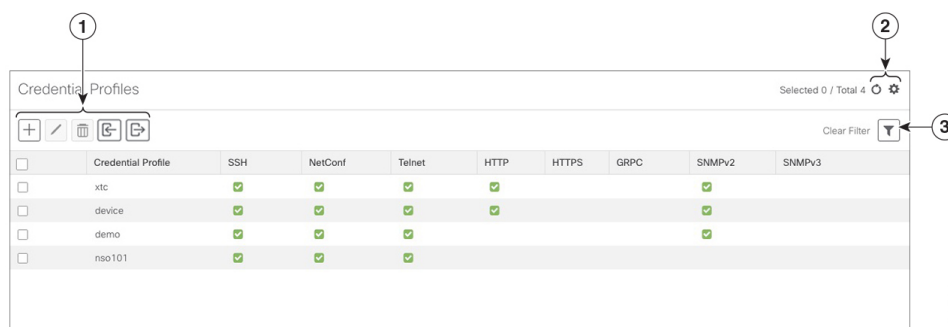 1
2
Credential Profiles
Selected 0 / Total 4
Clear Filter
3
Credential Profile SSH NetConf Telnet HTTP HTTPS GRPC SNMPv2 SNMPv3
xtc
device
demo
nso101